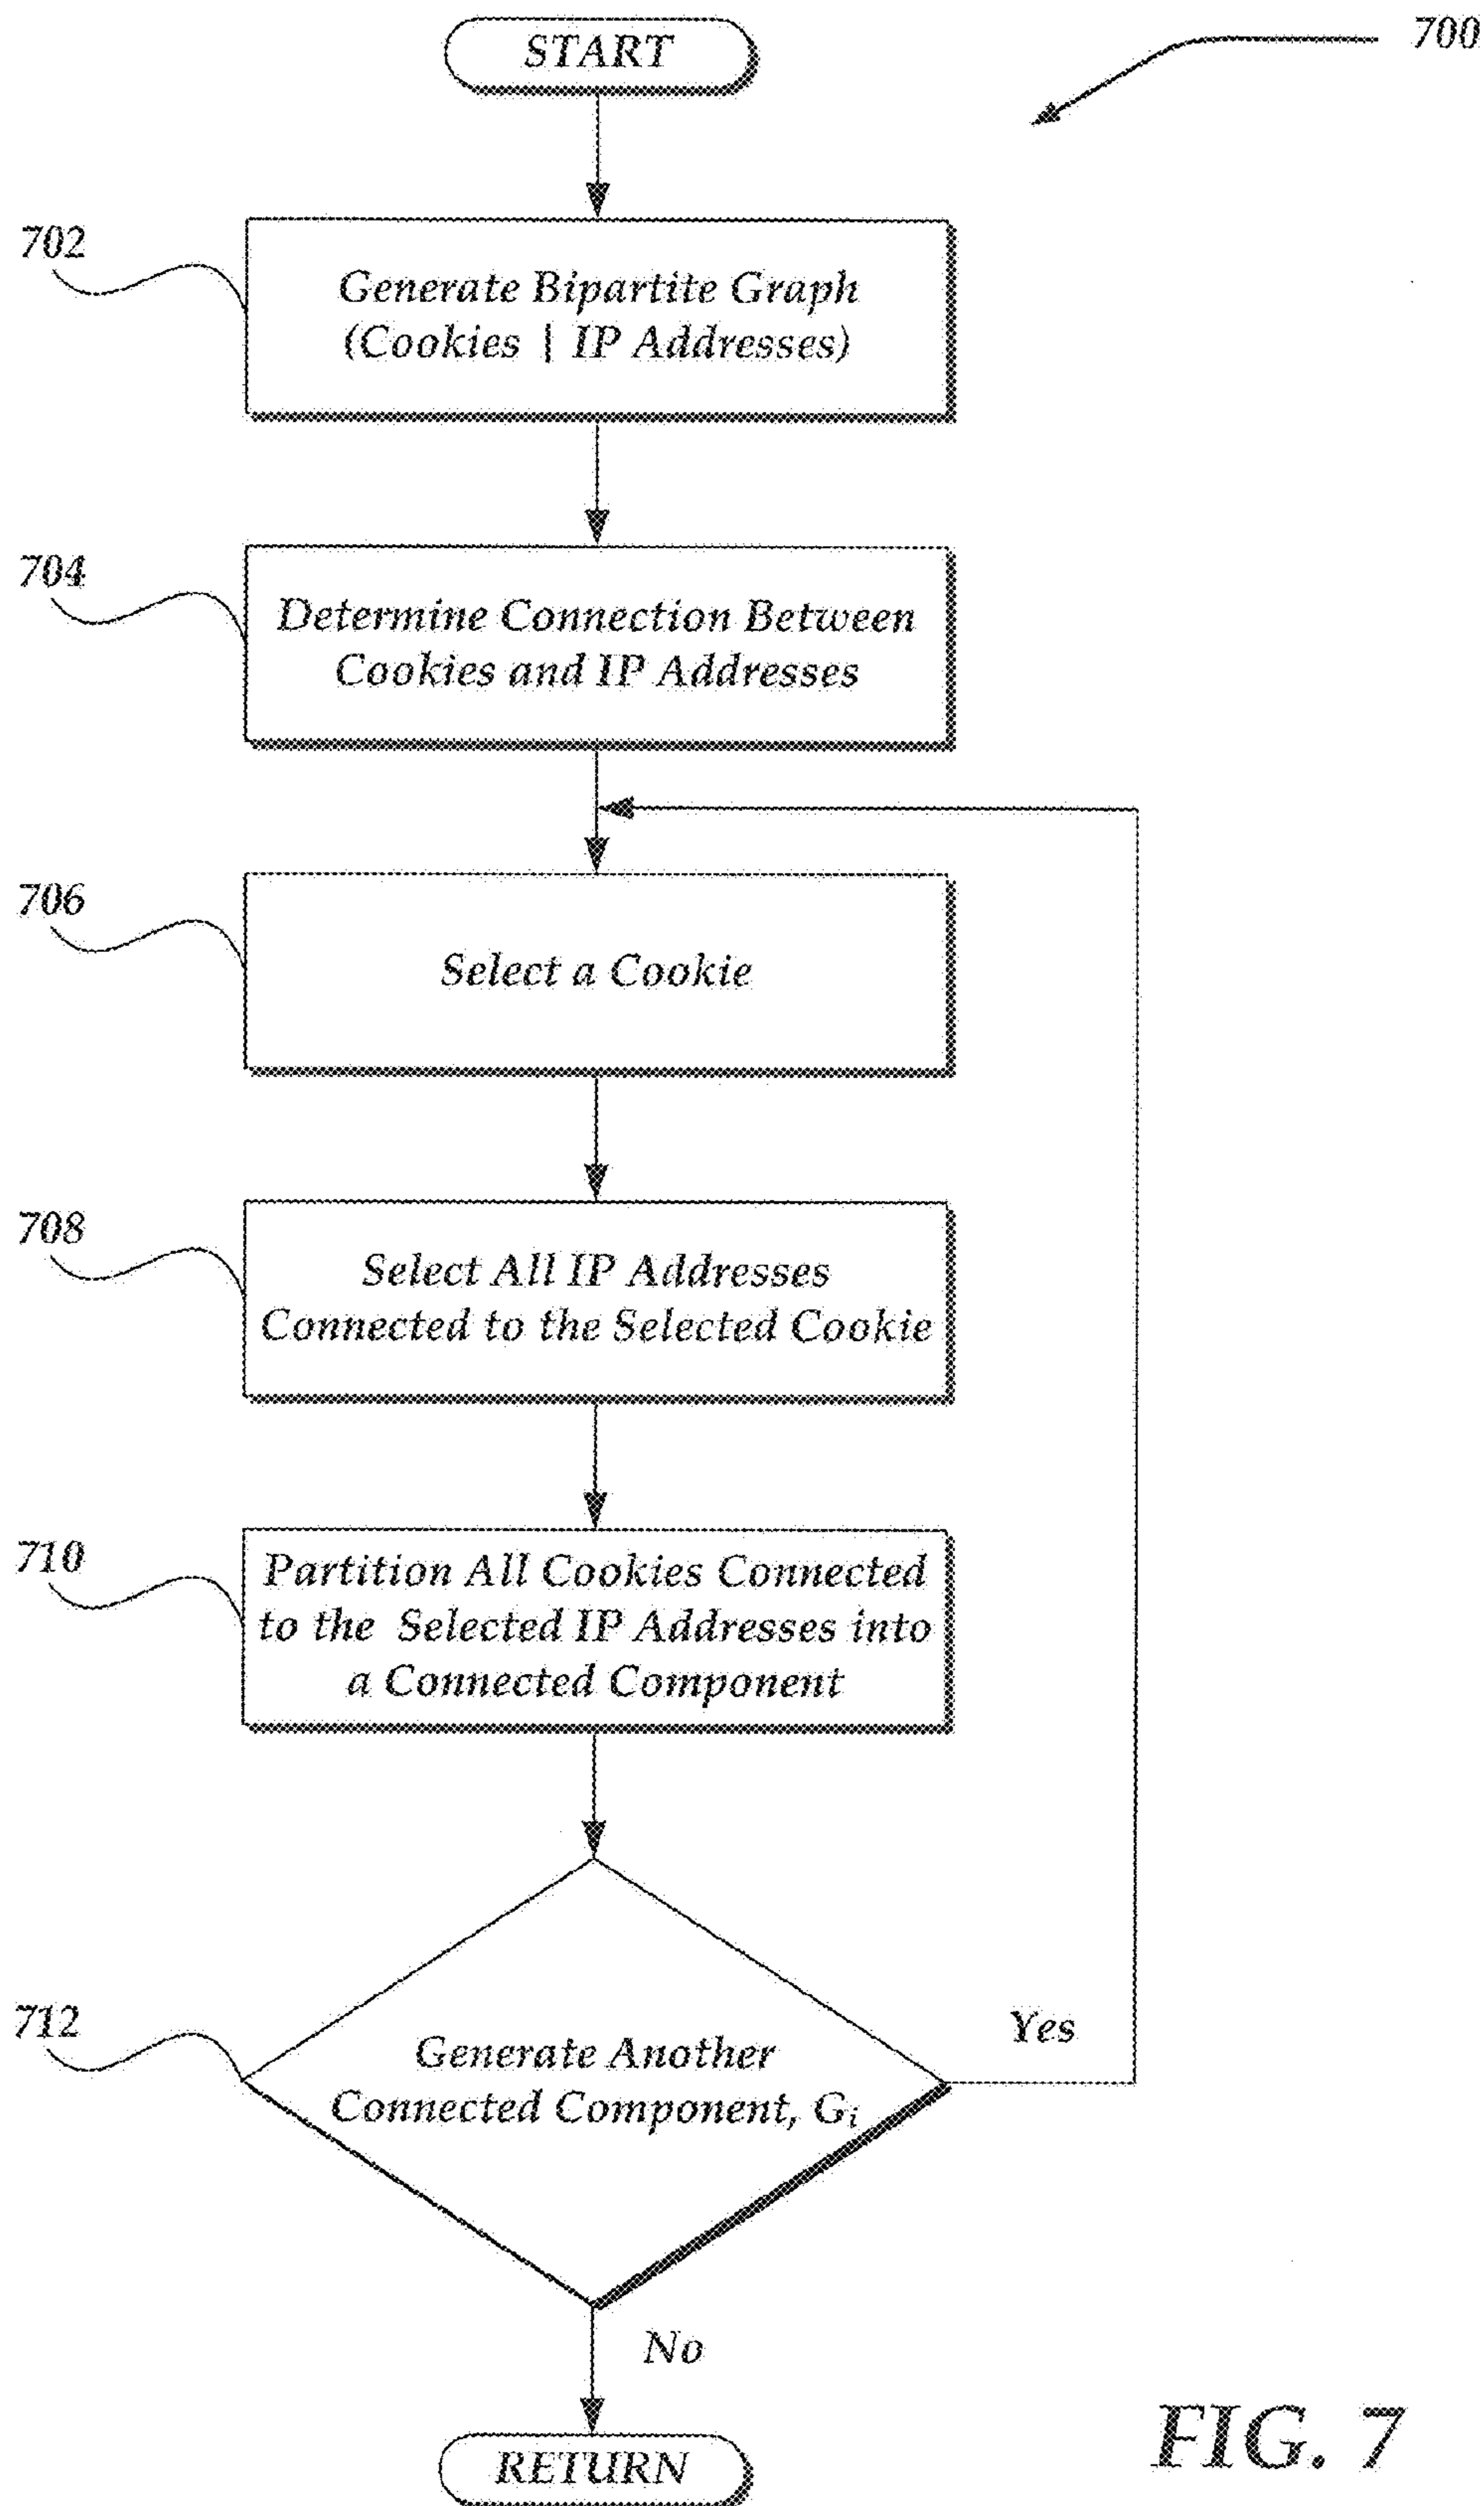 START
700
702
Generate Bipartite Graph
(Cookies | IP Addresses)
704
Determine Connection Between
Cookies and IP Addresses
706
Select a Cookie
708
Select All IP Addresses
Connected to the Selected Cookie
710
Partition All Cookies Connected
to the Selected IP Addresses into
a Connected Component
712
Generate Another
Connected Component, Gi
Yes
No
RETURN
FIG. 7